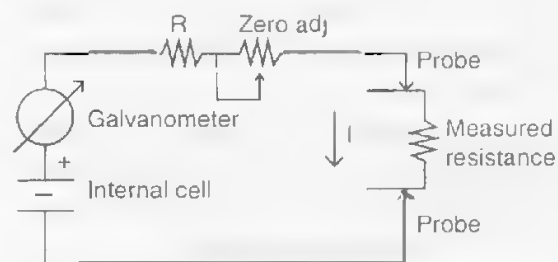 R
Zero adj
Probe
Galvanometer
I
Measured
resistance
+
−
Internal cell
Probe